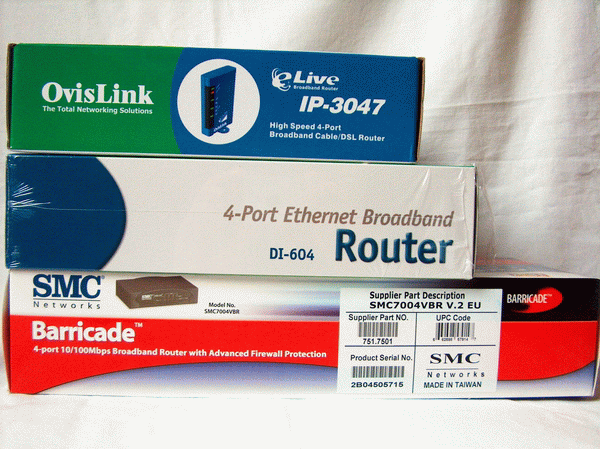 OvisLink
The Total Networking Solutions
eLive
Broadband Router
IP-3047
High Speed 4-Port
Broadband Cable/DSL Router
4-Port Ethernet Broadband
DI-604 Router
SMC
Networks
Model No.
SMC7004VBR
Barricade™
4-port 10/100Mbps Broadband Router with Advanced Firewall Protection
Supplier Part Description
SMC7004VBR V.2 EU
Supplier Part NO.
751.7501
UPC Code
Product Serial No.
2B04505715
SMC
Networks
MADE IN TAIWAN
BARRICADE™